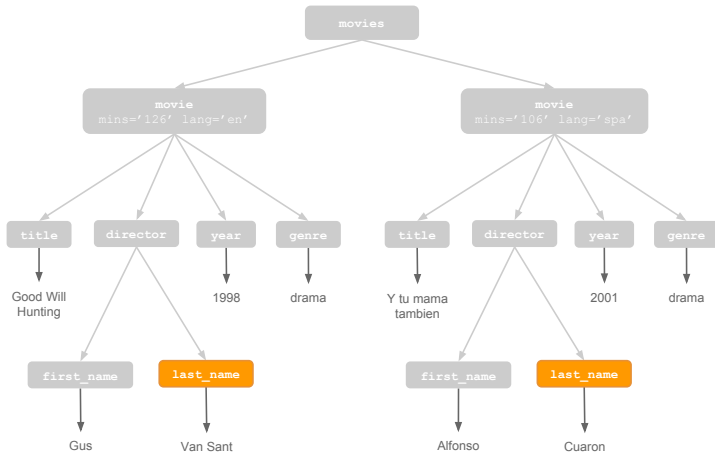 movies
movie
mins='126' lang='en'
movie
mins='106' lang='spa'
title
director
year
genre
title
director
year
genre
Good Will
Hunting
1998
drama
Y tu mama
tambien
2001
drama
first_name
last_name
first_name
last_name
Gus
Van Sant
Alfonso
Cuaron